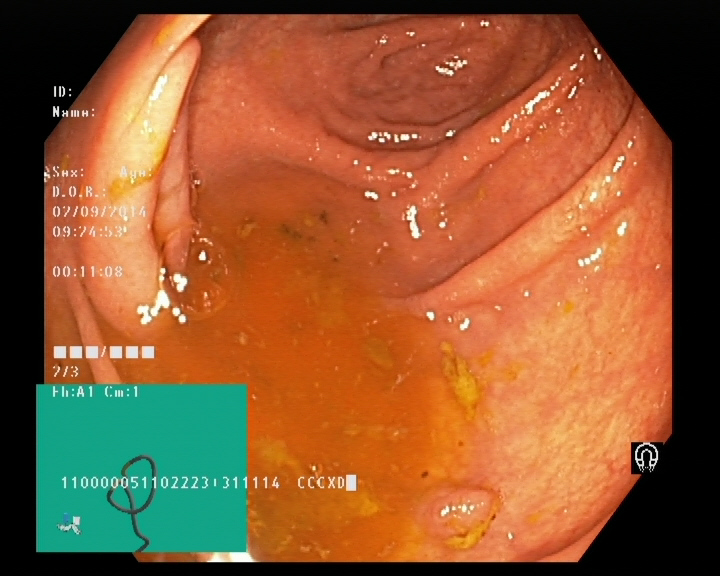 ID:
Name:
Sex: Age:
D.O.B.:
02/09/2014
09:24:53
00:11:08
■■■/■■■
2/3
Eh:A1 Cm:1
110000051102223+311114 CCCXD